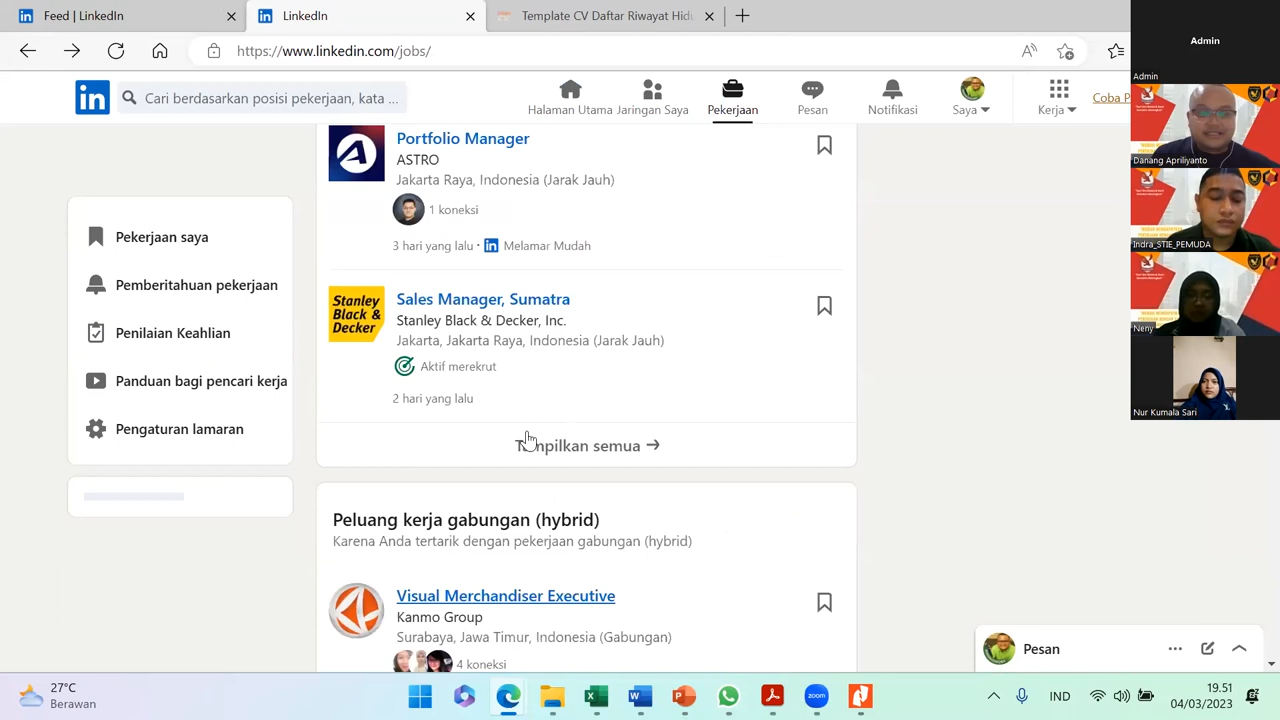 Feed | LinkedIn
LinkedIn
Template CV Daftar Riwayat Hidu
https://www.linkedin.com/jobs/
in
Cari berdasarkan posisi pekerjaan, kata ...
Halaman Utama
Jaringan Saya
Pekerjaan
Pesan
Notifikasi
Saya
Kerja
Coba P
Portfolio Manager
ASTRO
Jakarta Raya, Indonesia (Jarak Jauh)
1 koneksi
3 hari yang lalu · in Melamar Mudah
Stanley
Black &
Decker
Sales Manager, Sumatra
Stanley Black & Decker, Inc.
Jakarta, Jakarta Raya, Indonesia (Jarak Jauh)
Aktif merekrut
2 hari yang lalu
Tampilkan semua →
Pekerjaan saya
Pemberitahuan pekerjaan
Penilaian Keahlian
Panduan bagi pencari kerja
Pengaturan lamaran
Peluang kerja gabungan (hybrid)
Karena Anda tertarik dengan pekerjaan gabungan (hybrid)
Visual Merchandiser Executive
Kanmo Group
Surabaya, Jawa Timur, Indonesia (Gabungan)
4 koneksi
Pesan
Admin
Admin
Danang Apriliyanto
Indra_STIE_PEMUDA
Neny
Nur Kumala Sari
27°C
Berawan
zoom
IND
19.51
04/03/2023